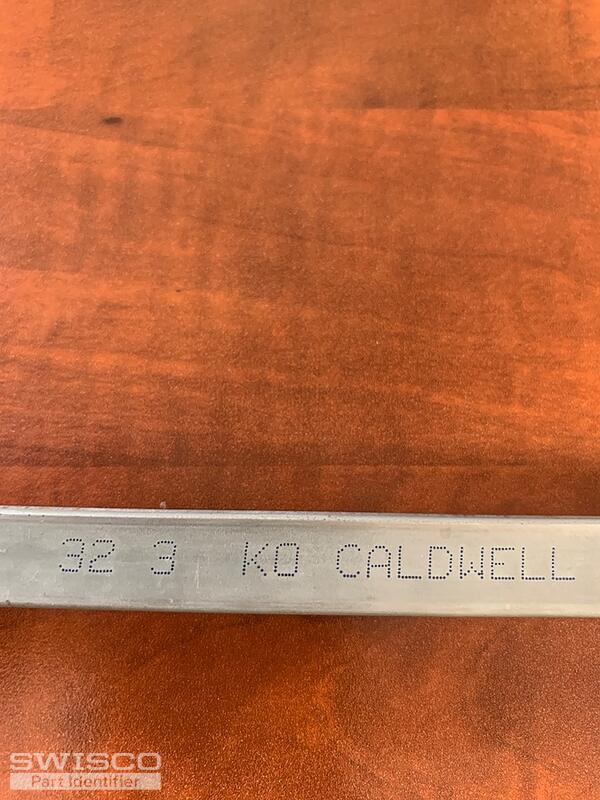 32 3 KO CALDWELL
SWISCO
Part Identifier